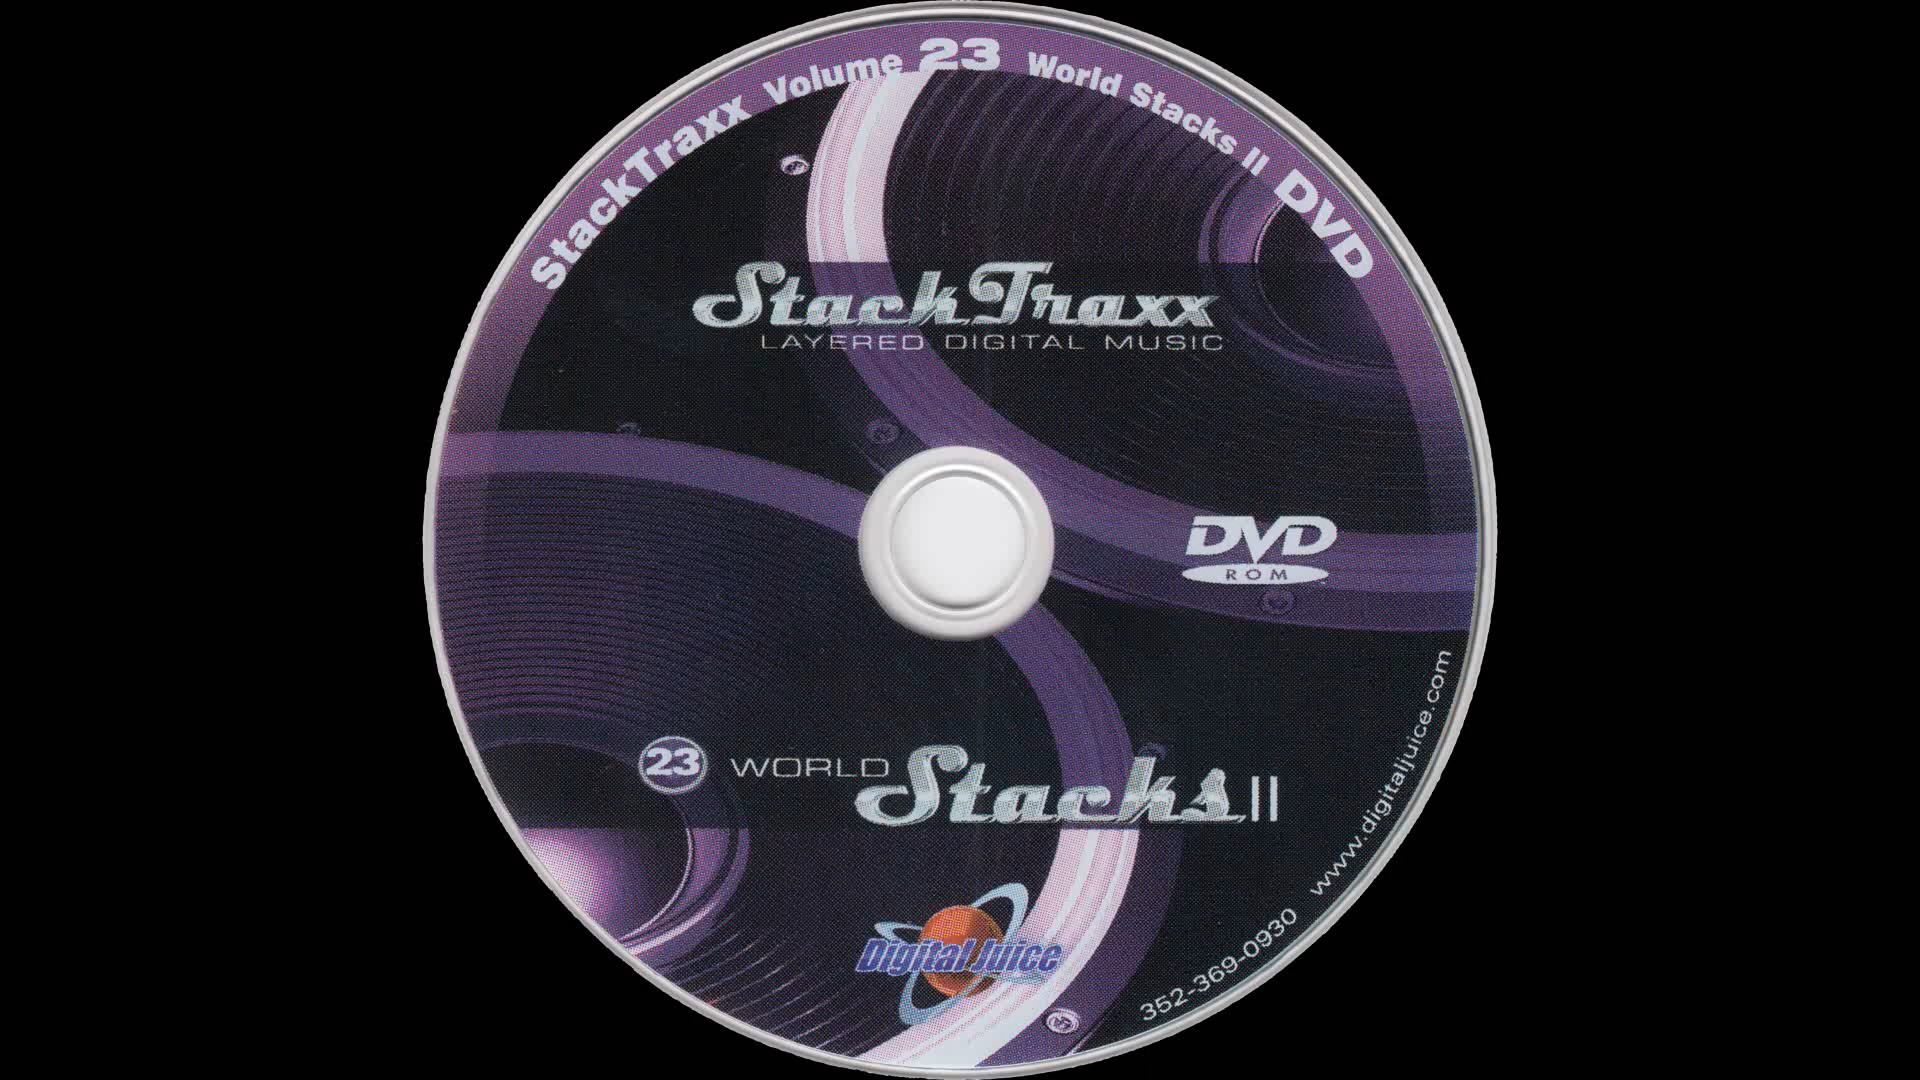 StackTraxx Volume 23 World Stacks II DVD
StackTraxx
LAYERED DIGITAL MUSIC
DVD
ROM
23 WORLD Stacks II
Digital Juice
352-369-0930 www.digitaljuice.com